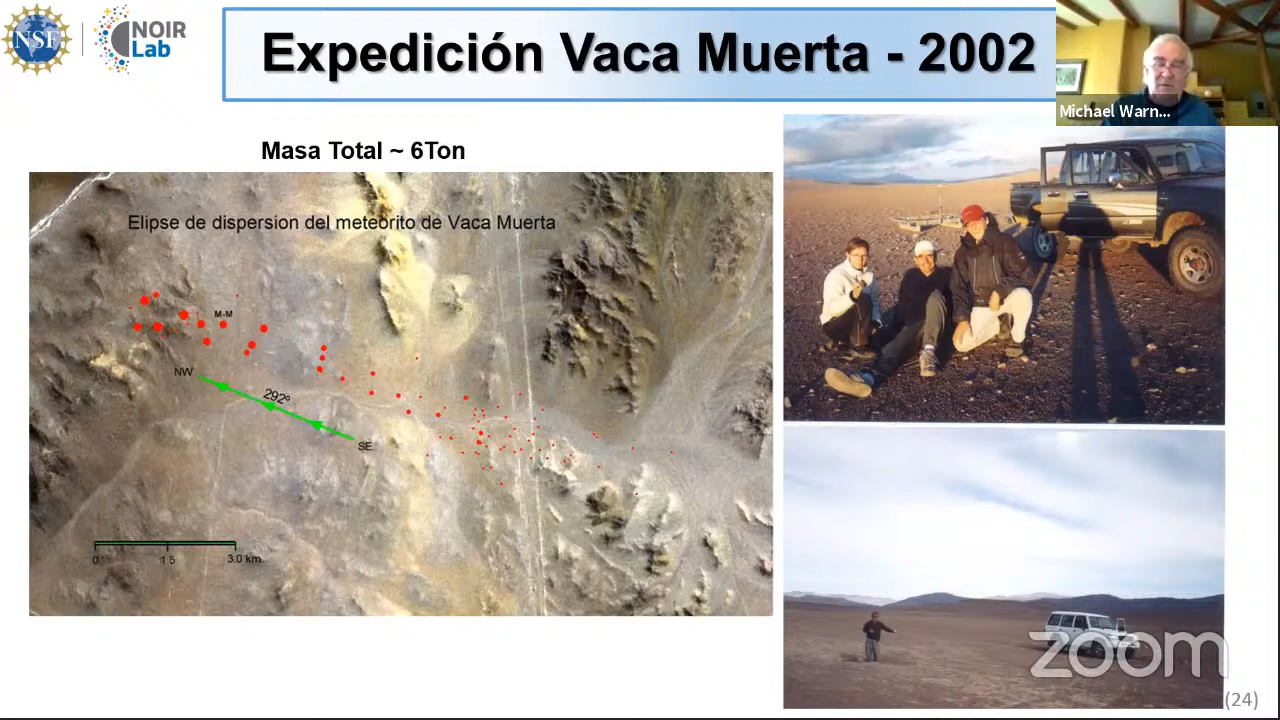 NSF
NOIR
Lab
Expedición Vaca Muerta - 2002
Michael Warn...
Masa Total ~ 6Ton
Elipse de dispersion del meteorito de Vaca Muerta
M-M
NW
292º
SE
0
1.5
3.0 km
zoom
(24)